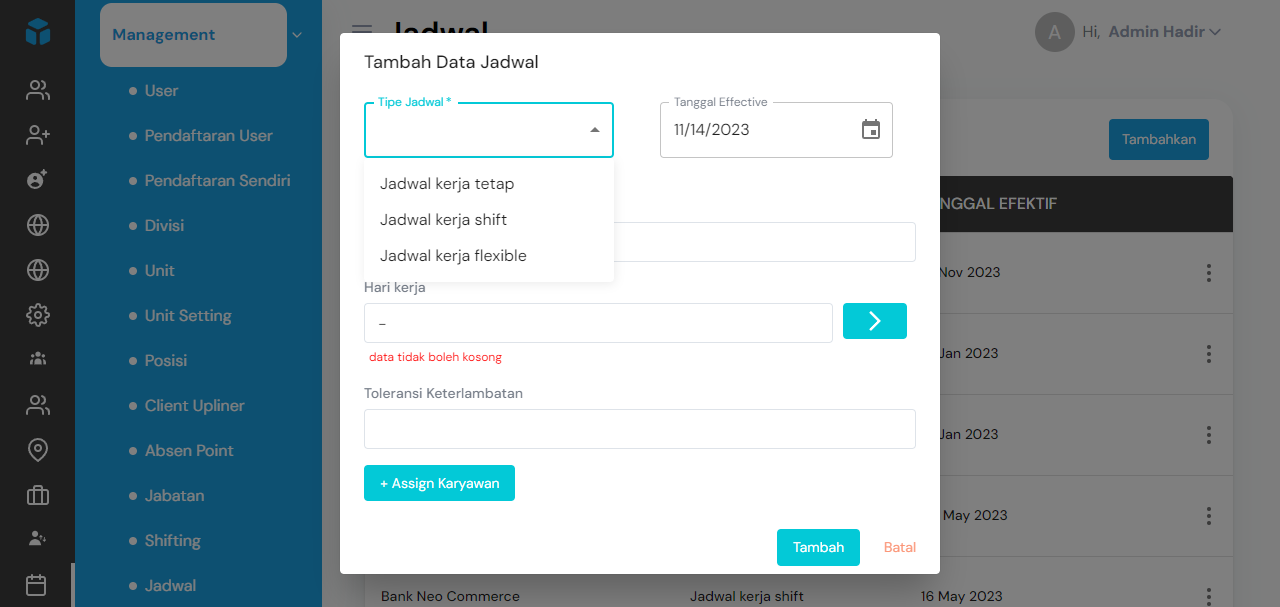 Management
User
Pendaftaran User
Pendaftaran Sendiri
Divisi
Unit
Unit Setting
Posisi
Client Upliner
Absen Point
Jabatan
Shifting
Jadwal
Jadwal
A Hi, Admin Hadir
Tambahkan
NGGAL EFEKTIF
Nov 2023
Jan 2023
Jan 2023
May 2023
Bank Neo Commerce Jadwal kerja shift 16 May 2023
Tambah Data Jadwal
Tipe Jadwal * Tanggal Effective
11/14/2023
Jadwal kerja tetap
Jadwal kerja shift
Jadwal kerja flexible
Hari kerja
-
data tidak boleh kosong
Toleransi Keterlambatan
+ Assign Karyawan
Tambah Batal